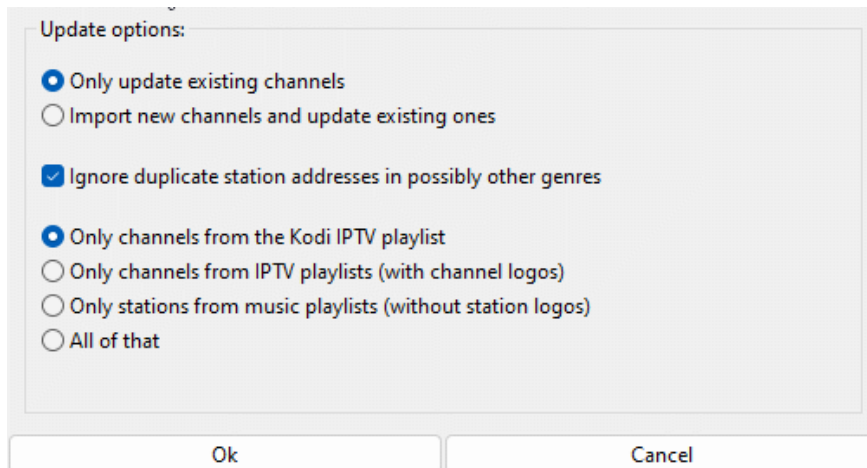 Update options:
Only update existing channels
Import new channels and update existing ones
Ignore duplicate station addresses in possibly other genres
Only channels from the Kodi IPTV playlist
Only channels from IPTV playlists (with channel logos)
Only stations from music playlists (without station logos)
All of that
Ok Cancel